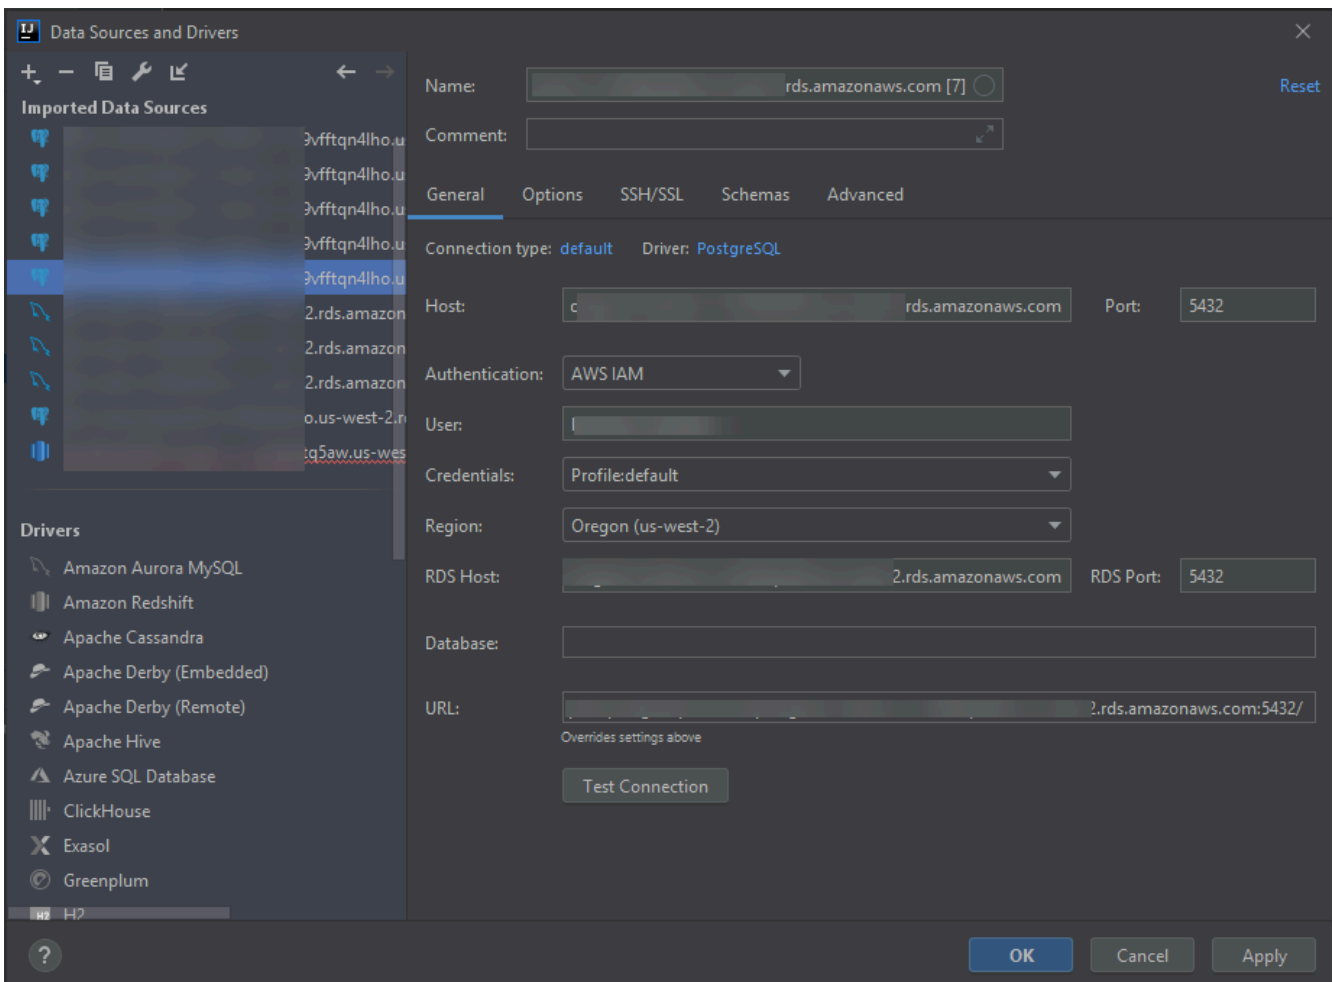 Data Sources and Drivers
Imported Data Sources
9vfftqn4lho.u
9vfftqn4lho.u
9vfftqn4lho.u
9vfftqn4lho.u
9vfftqn4lho.u
2.rds.amazon
2.rds.amazon
2.rds.amazon
o.us-west-2.r
tq5aw.us-wes
Drivers
Amazon Aurora MySQL
Amazon Redshift
Apache Cassandra
Apache Derby (Embedded)
Apache Derby (Remote)
Apache Hive
Azure SQL Database
ClickHouse
Exasol
Greenplum
H2 H2
Name: rds.amazonaws.com [7] Reset
Comment:
General Options SSH/SSL Schemas Advanced
Connection type: default Driver: PostgreSQL
Host: rds.amazonaws.com Port: 5432
Authentication: AWS IAM
User:
Credentials: Profile:default
Region: Oregon (us-west-2)
RDS Host: 2.rds.amazonaws.com RDS Port: 5432
Database:
URL: 2.rds.amazonaws.com:5432/
Overrides settings above
Test Connection
? OK Cancel Apply